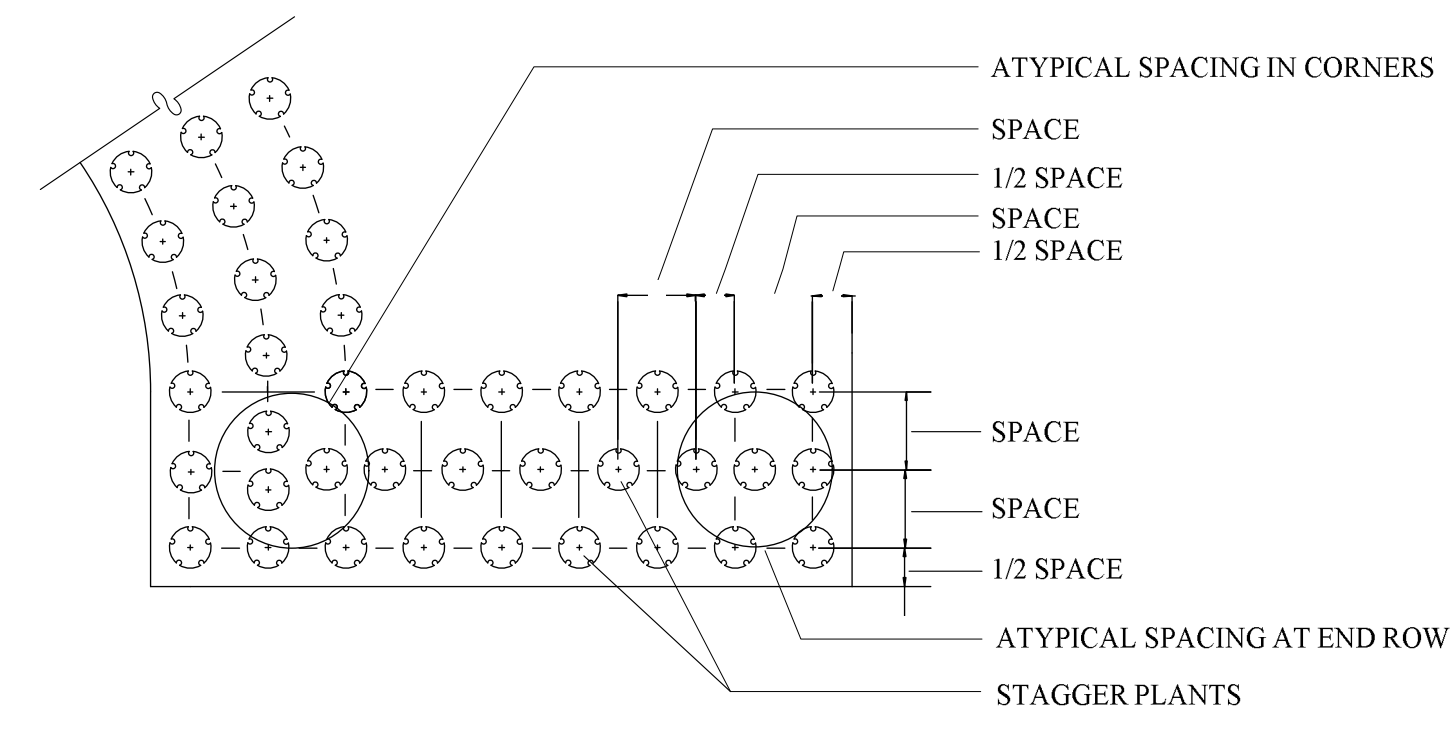 ATYPICAL SPACING IN CORNERS
SPACE
1/2 SPACE
SPACE
1/2 SPACE
SPACE
SPACE
1/2 SPACE
ATYPICAL SPACING AT END ROW
STAGGER PLANTS